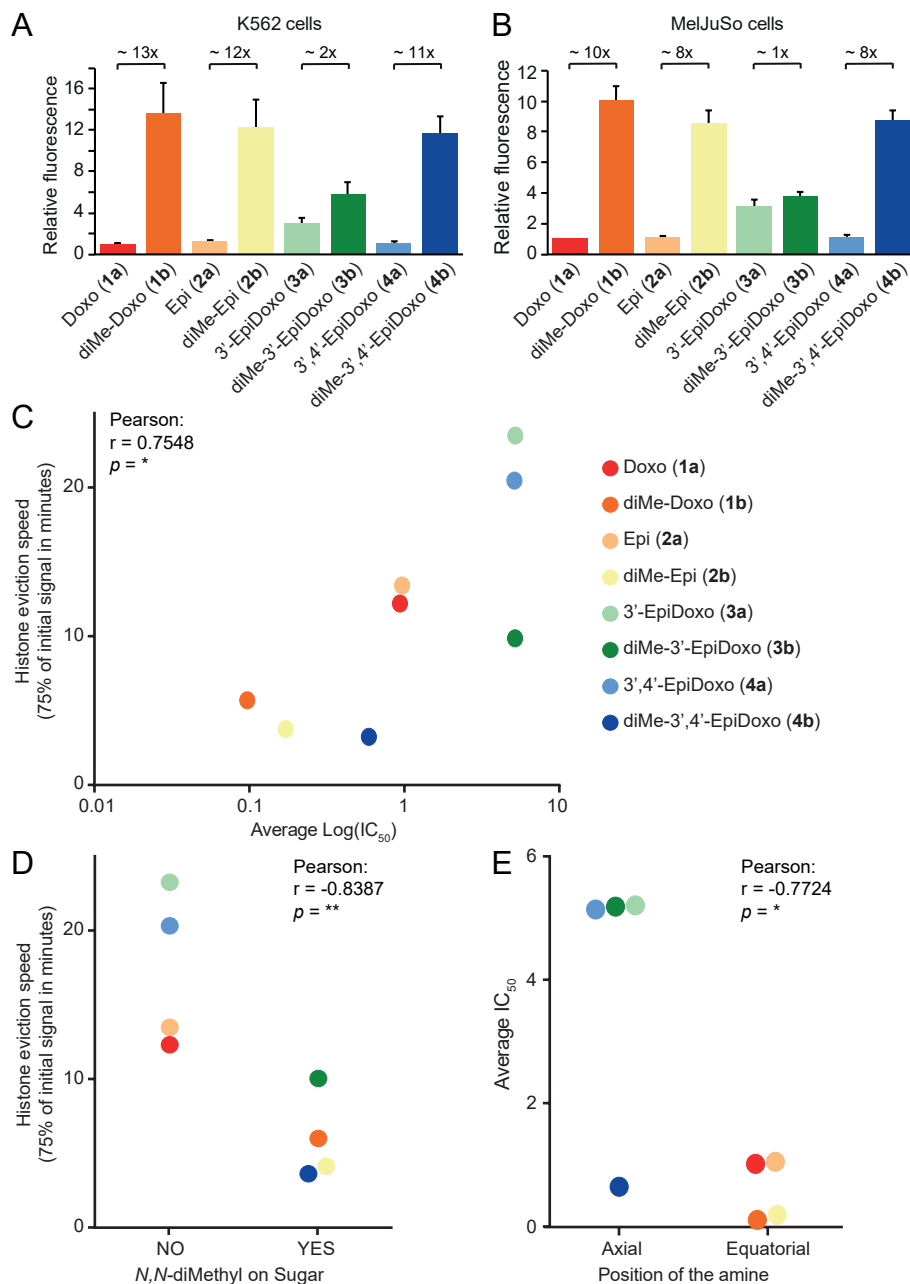 A
K562 cells
~ 13x
~ 12x
~ 2x
~ 11x
Relative fluorescence
16
12
8
4
0
Doxo (1a)
diMe-Doxo (1b)
Epi (2a)
diMe-Epi (2b)
3'-EpiDoxo (3a)
diMe-3'-EpiDoxo (3b)
3',4'-EpiDoxo (4a)
diMe-3',4'-EpiDoxo (4b)
B
MelJuSo cells
~ 10x
~ 8x
~ 1x
~ 8x
Relative fluorescence
12
10
8
6
4
2
0
Doxo (1a)
diMe-Doxo (1b)
Epi (2a)
diMe-Epi (2b)
3'-EpiDoxo (3a)
diMe-3'-EpiDoxo (3b)
3',4'-EpiDoxo (4a)
diMe-3',4'-EpiDoxo (4b)
C
Pearson:
r = 0.7548
p = *
Histone eviction speed
(75% of initial signal in minutes)
20
10
0
0.01
0.1
1
10
Average Log(IC50)
Doxo (1a)
diMe-Doxo (1b)
Epi (2a)
diMe-Epi (2b)
3'-EpiDoxo (3a)
diMe-3'-EpiDoxo (3b)
3',4'-EpiDoxo (4a)
diMe-3',4'-EpiDoxo (4b)
D
Pearson:
r = -0.8387
p = **
Histone eviction speed
(75% of initial signal in minutes)
20
10
0
NO
YES
N,N-diMethyl on Sugar
E
Pearson:
r = -0.7724
p = *
Average IC50
6
4
2
0
Axial
Equatorial
Position of the amine